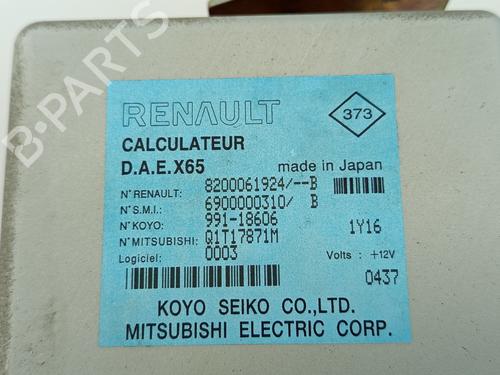 B-PARTS
RENAULT
373
CALCULATEUR
D.A.E.X65
made in Japan
N°RENAULT: 8200061924/--B
N°S.M.I.: 6900000310/ B
N°KOYO: 991-18606 1Y16
N°MITSUBISHI: Q1T17871M
Logiciel: 0003 Volts : +12V
0437
KOYO SEIKO CO.,LTD.
MITSUBISHI ELECTRIC CORP.